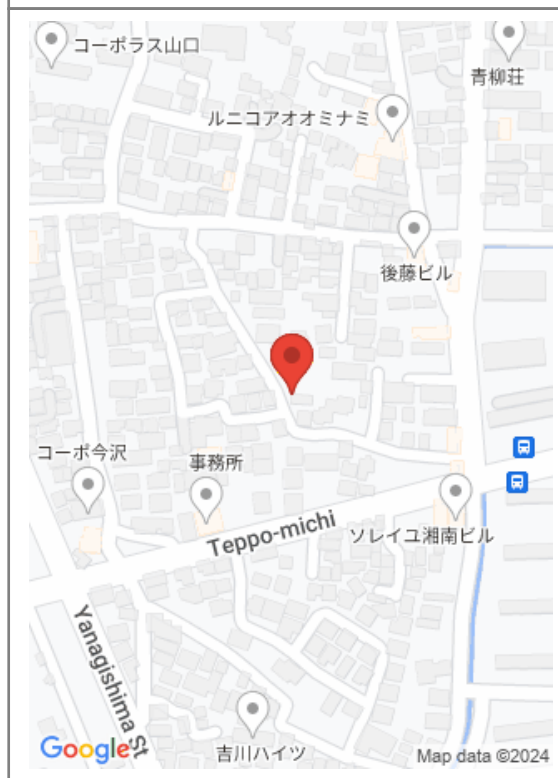 コーポラス山口
青柳荘
ルニコアオオミナミ
後藤ビル
コーポ今沢
事務所
Teppo-michi
ソレイユ湘南ビル
Yanagishima St
吉川ハイツ
Google
Map data ©2024